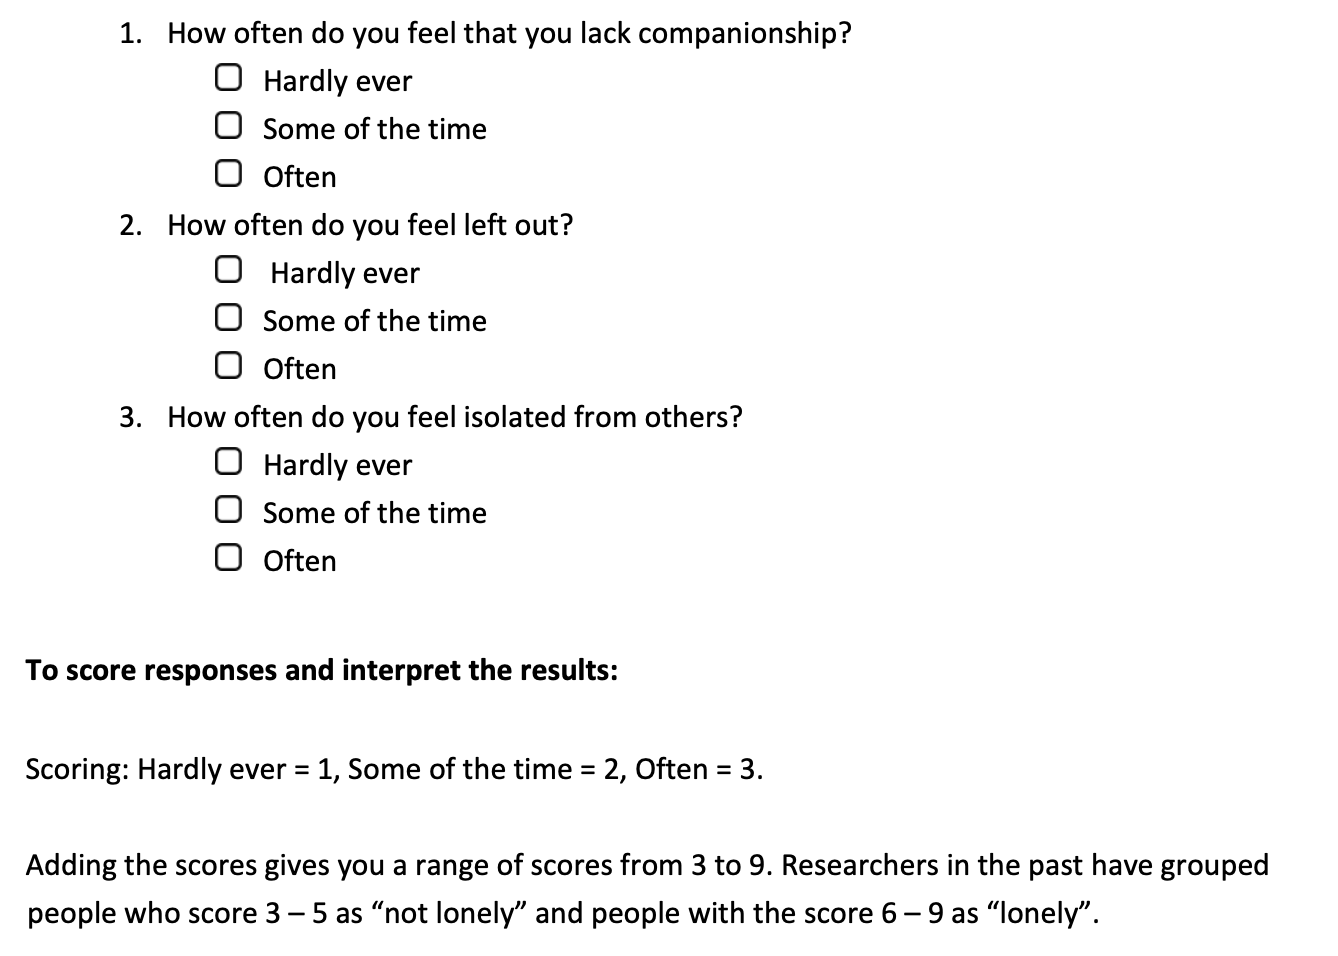 1. How often do you feel that you lack companionship?
☐ Hardly ever
☐ Some of the time
☐ Often
2. How often do you feel left out?
☐ Hardly ever
☐ Some of the time
☐ Often
3. How often do you feel isolated from others?
☐ Hardly ever
☐ Some of the time
☐ Often
To score responses and interpret the results:
Scoring: Hardly ever = 1, Some of the time = 2, Often = 3.
Adding the scores gives you a range of scores from 3 to 9. Researchers in the past have grouped
people who score 3 – 5 as “not lonely” and people with the score 6 – 9 as “lonely”.